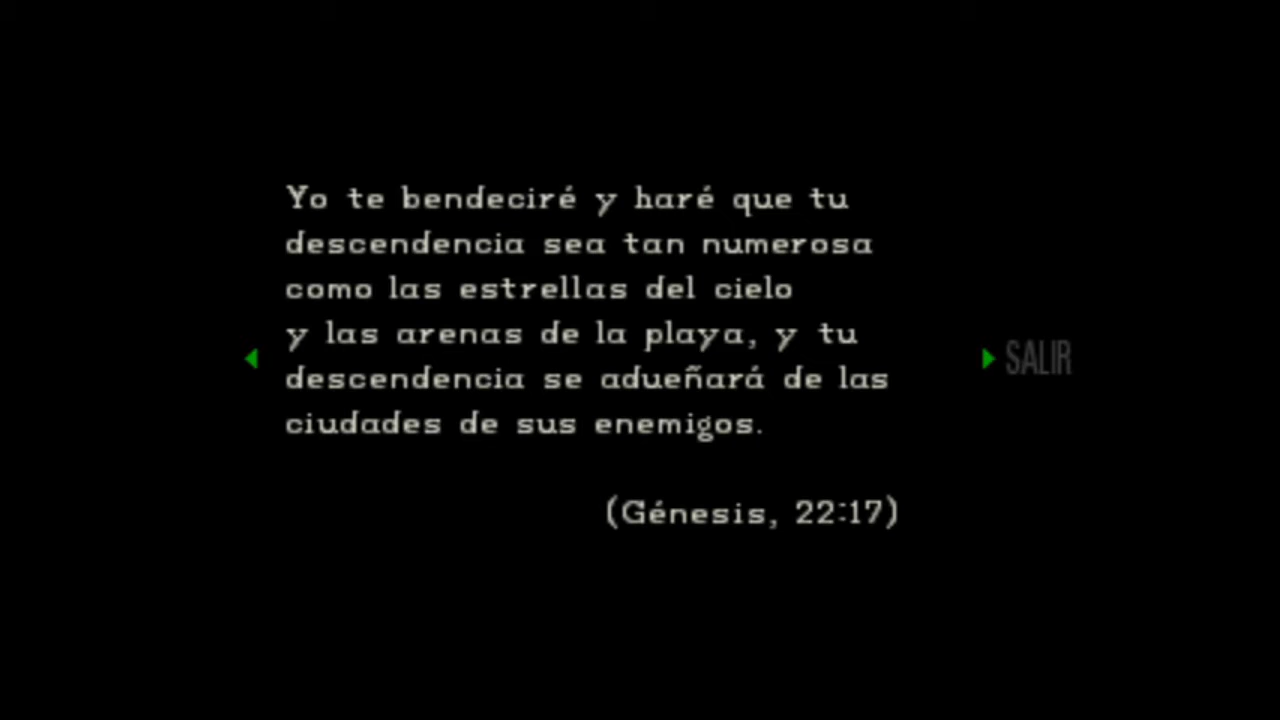 Yo te bendeciré y haré que tu
descendencia sea tan numerosa
como las estrellas del cielo
y las arenas de la playa, y tu
descendencia se adueñará de las
ciudades de sus enemigos.
SALIR
(Génesis, 22:17)